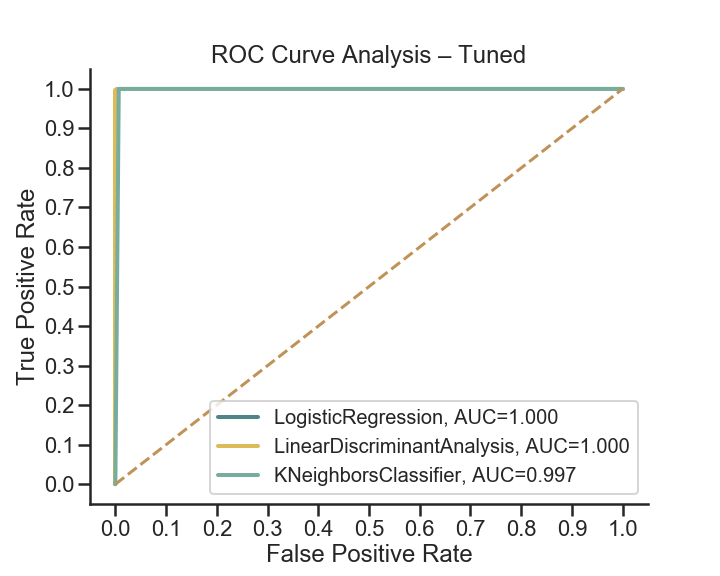 ROC Curve Analysis – Tuned
True Positive Rate
1.0
0.9
0.8
0.7
0.6
0.5
0.4
0.3
0.2
0.1
0.0
LogisticRegression, AUC=1.000
LinearDiscriminantAnalysis, AUC=1.000
KNeighborsClassifier, AUC=0.997
0.0 0.1 0.2 0.3 0.4 0.5 0.6 0.7 0.8 0.9 1.0
False Positive Rate